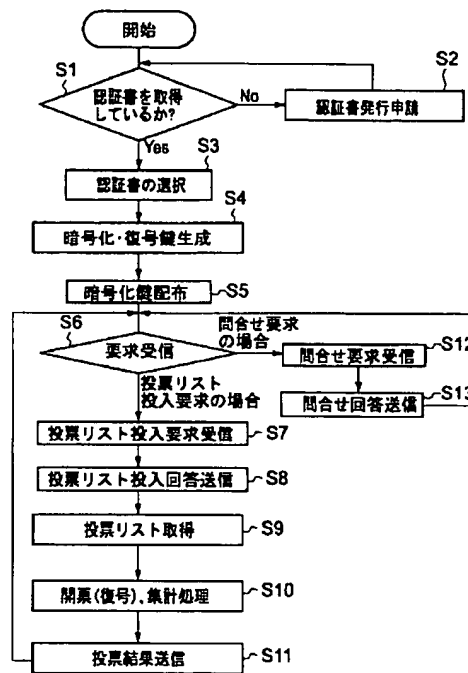 開始
S1
S2
認証書を取得
しているか?
No
認証書発行申請
Yes
S3
認証書の選択
S4
暗号化・復号鍵生成
暗号化鍵配布
S5
S6
要求受信
問合せ要求
の場合
S12
問合せ要求受信
投票リスト
投入要求の場合
S13
問合せ回答送信
投票リスト投入要求受信
S7
投票リスト投入回答送信
S8
投票リスト取得
S9
開票(復号)、集計処理
S10
投票結果送信
S11